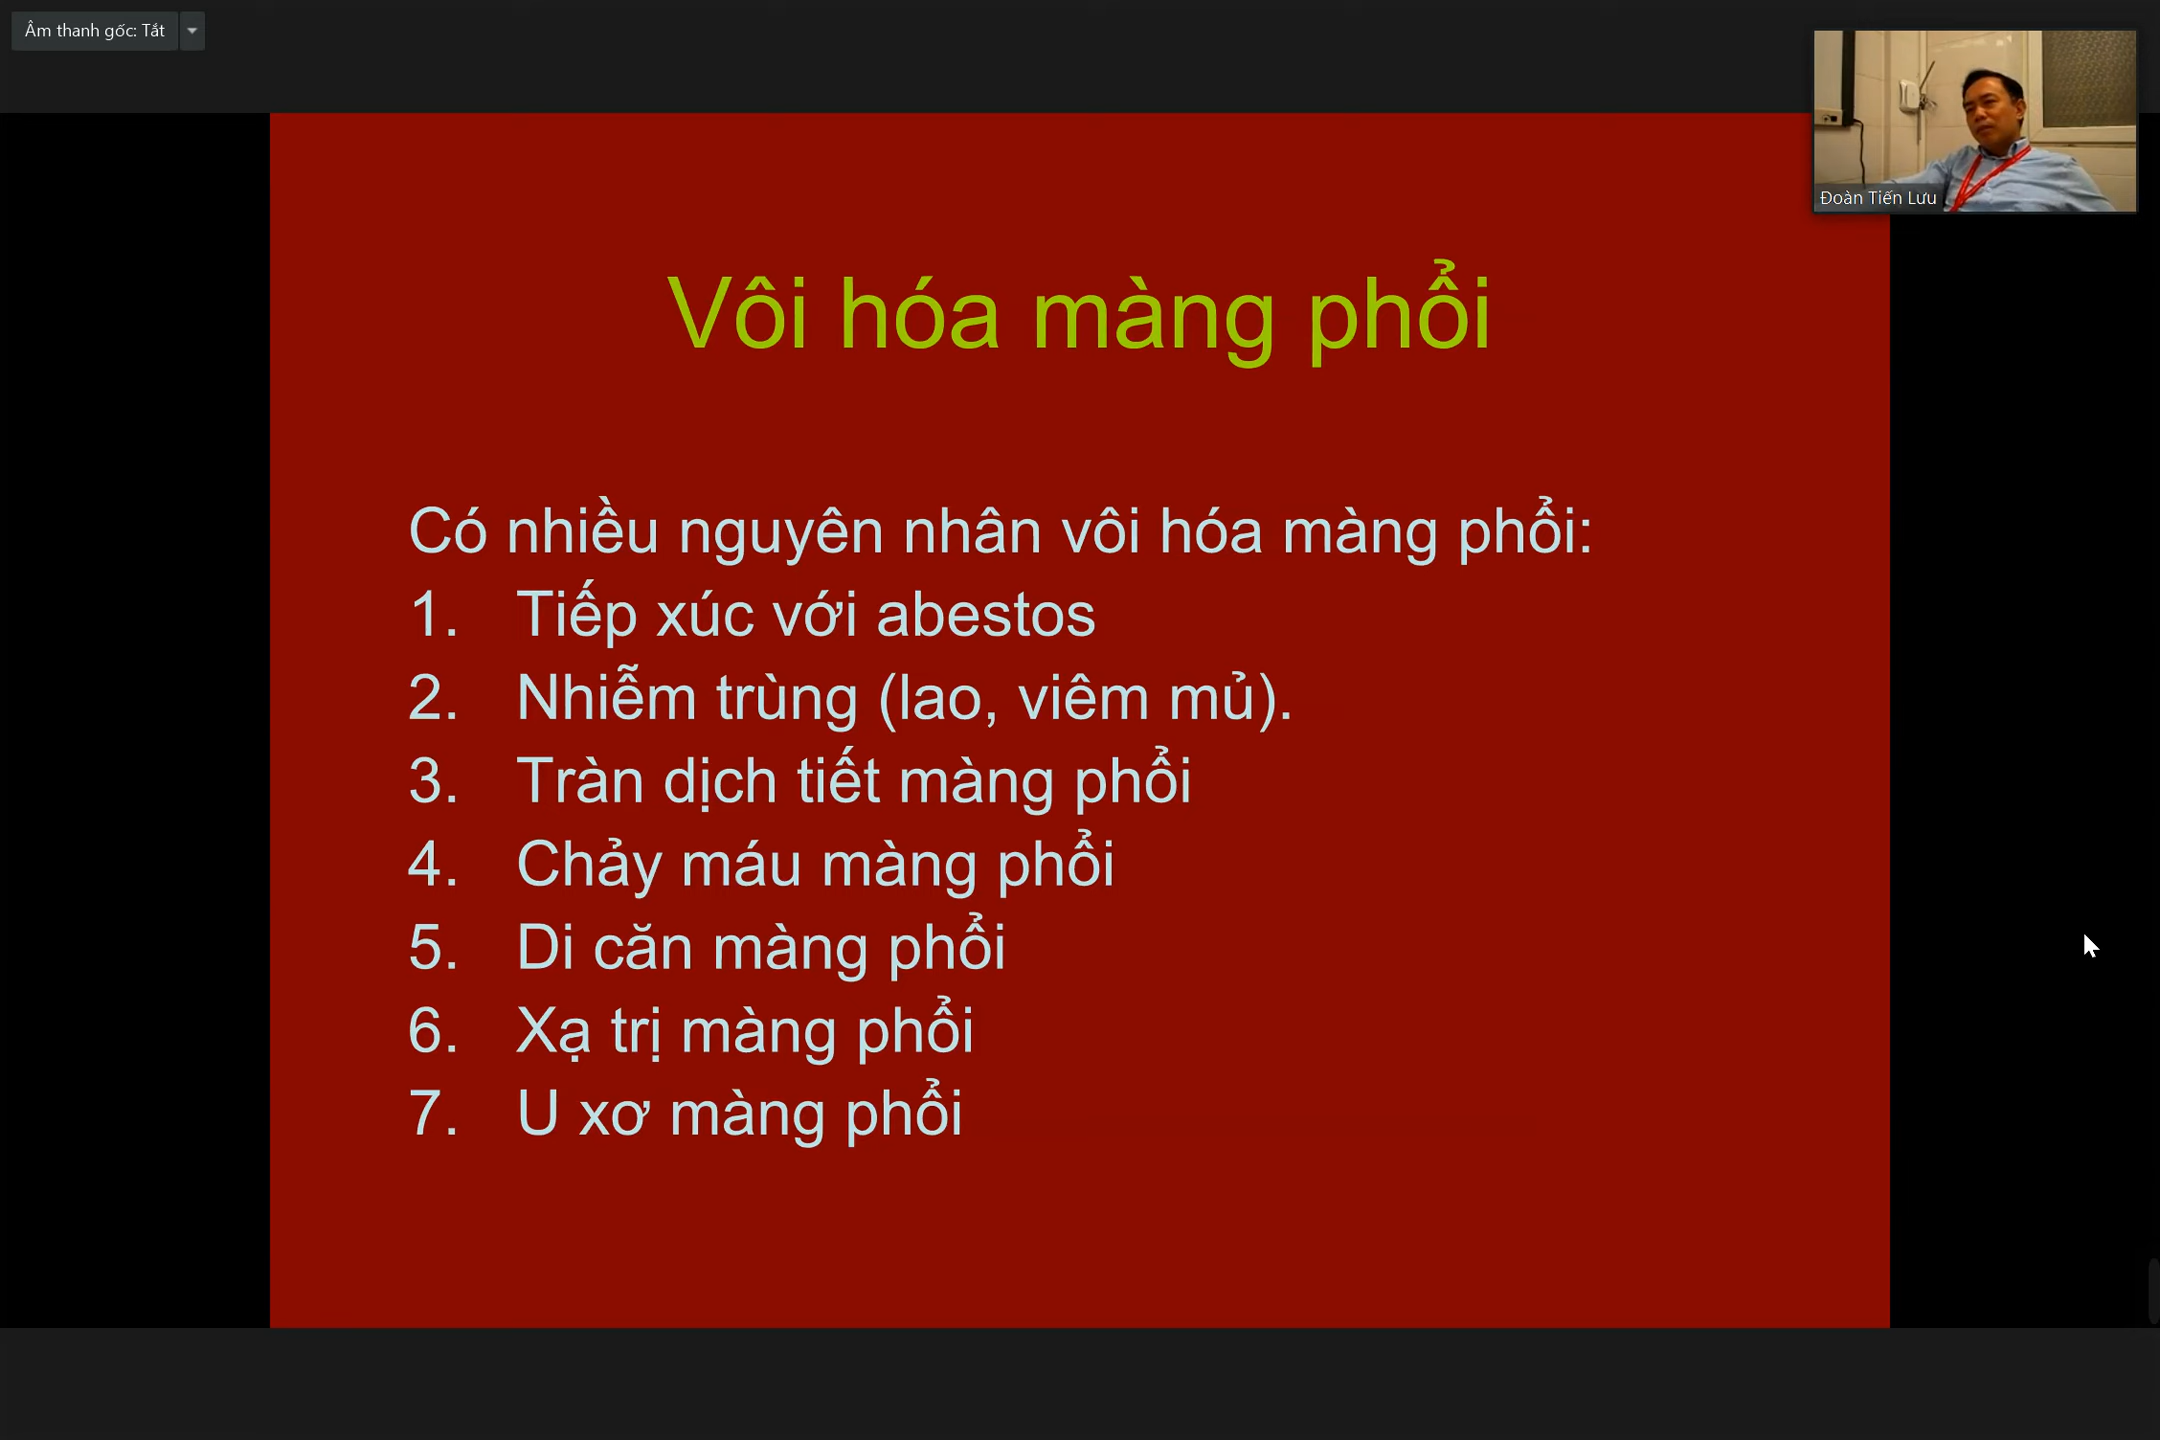 Âm thanh gốc: Tắt
Đoàn Tiến Lưu
Vôi hóa màng phổi
Có nhiều nguyên nhân vôi hóa màng phổi:
1. Tiếp xúc với abestos
2. Nhiễm trùng (lao, viêm mủ).
3. Tràn dịch tiết màng phổi
4. Chảy máu màng phổi
5. Di căn màng phổi
6. Xạ trị màng phổi
7. U xơ màng phổi